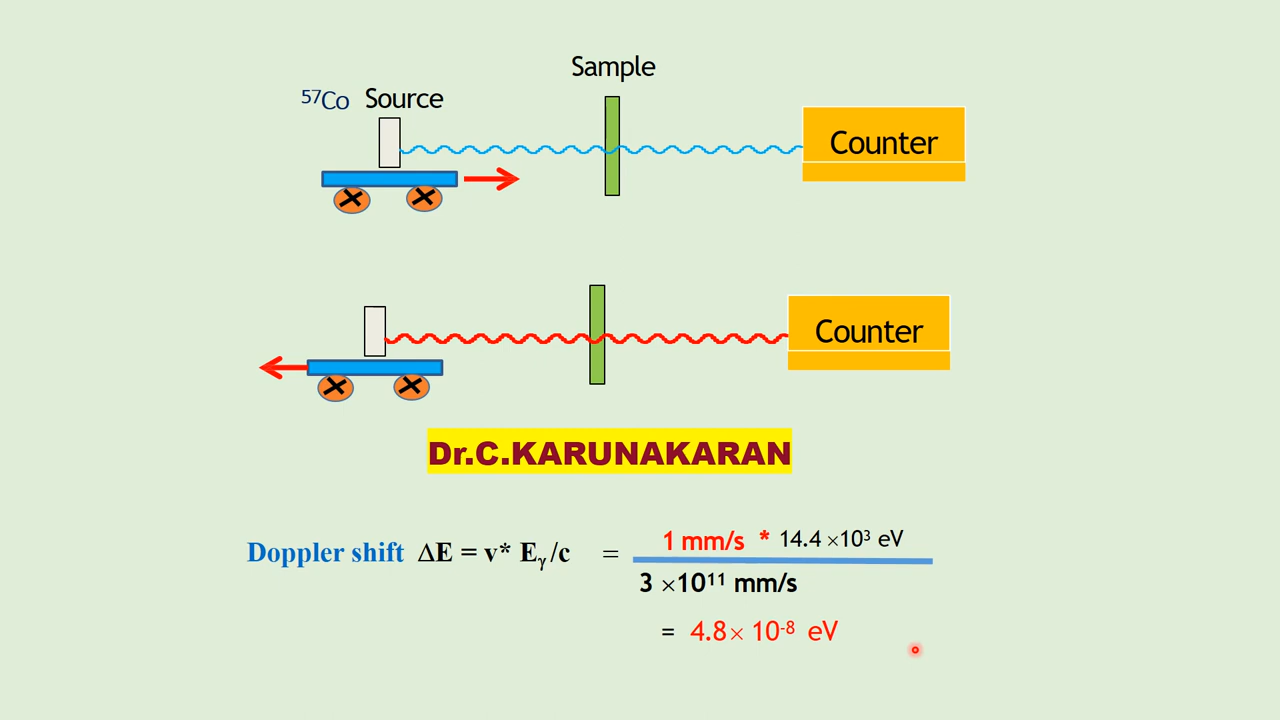 Sample
⁵⁷Co Source
Counter
Counter
Dr.C.KARUNAKARAN
Doppler shift ΔE = v* Eᵧ/c = 1 mm/s * 14.4 ×10³ eV
3 ×10¹¹ mm/s
= 4.8× 10⁻⁸ eV